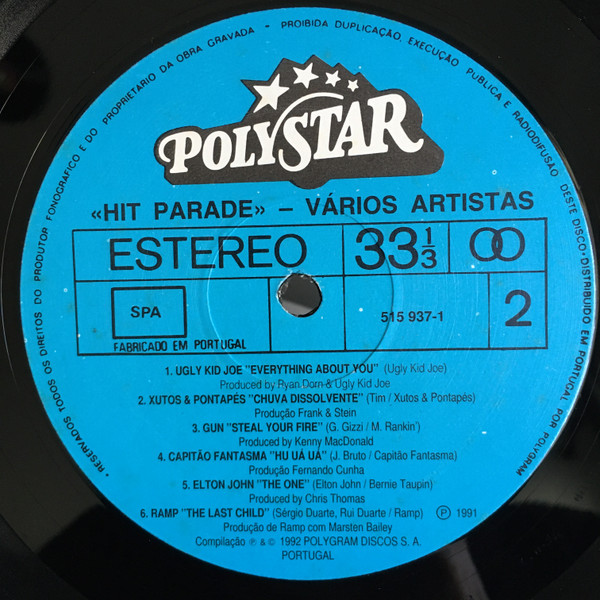 • RESERVADOS TODOS OS DIREITOS DO PRODUTOR FONOGRAFICO E DO PROPRIETARIO DA OBRA GRAVADA - PROIBIDA DUPLICAÇÃO, EXECUÇÃO PUBLICA E RADIODIFUSÃO DESTE DISCO • DISTRIBUIDO EM PORTUGAL POR POLYGRAM
POLYSTAR
«HIT PARADE» – VÁRIOS ARTISTAS
ESTEREO 33 1/3
SPA
515 937-1 2
FABRICADO EM PORTUGAL
1. UGLY KID JOE "EVERYTHING ABOUT YOU" (Ugly Kid Joe)
Produced by Ryan Dorn & Ugly Kid Joe
2. XUTOS & PONTAPÉS "CHUVA DISSOLVENTE" (Tim / Xutos & Pontapés)
Produção Frank & Stein
3. GUN "STEAL YOUR FIRE" (G. Gizzi / M. Rankin')
Produced by Kenny MacDonald
4. CAPITÃO FANTASMA "HU UÁ UÁ" (J. Bruto / Capitão Fantasma)
Produção Fernando Cunha
5. ELTON JOHN "THE ONE" (Elton John / Bernie Taupin)
Produced by Chris Thomas
6. RAMP "THE LAST CHILD" (Sérgio Duarte, Rui Duarte / Ramp) ℗ 1991
Produção de Ramp com Marsten Bailey
Compilação ℗ & © 1992 POLYGRAM DISCOS S. A.
PORTUGAL